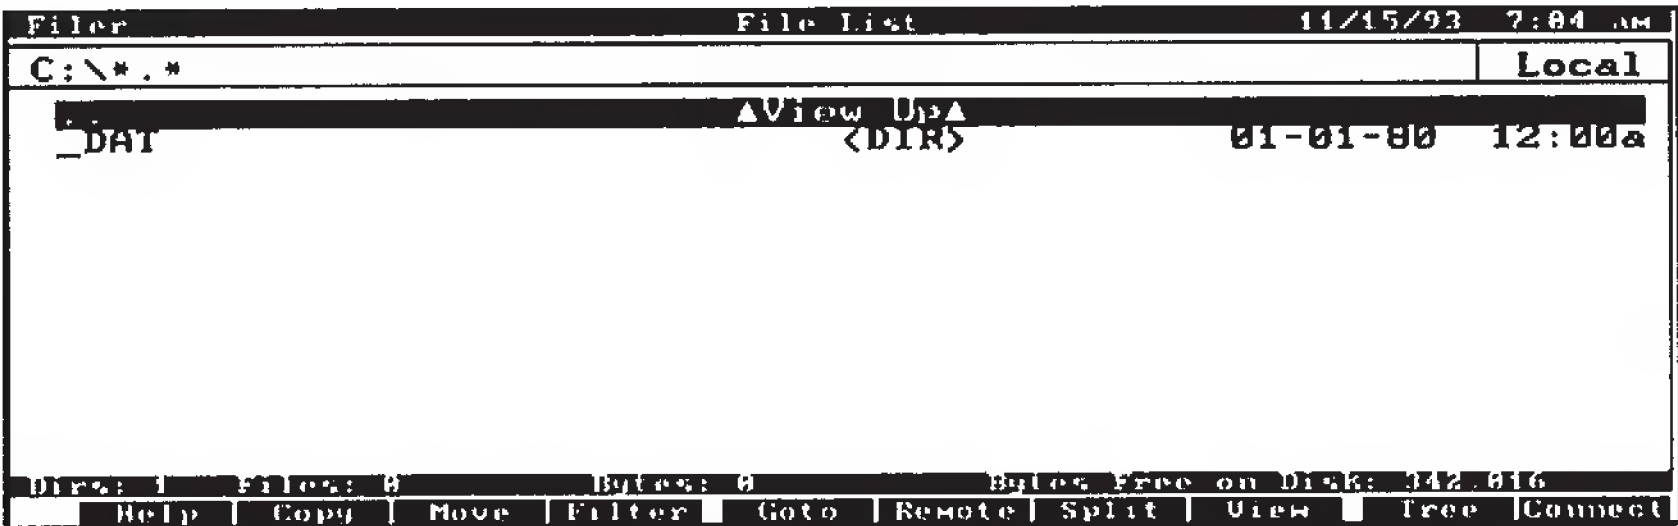 Filer File List 11/15/93 7:04 AM
C:\*.* Local
.. ▲View Up▲
_DAT <DIR> 01-01-80 12:00a
Dirs: 1 Files: 0 Bytes: 0 Bytes Free on Disk: 342,016
Help Copy Move Filter Goto Remote Split View Tree Connect